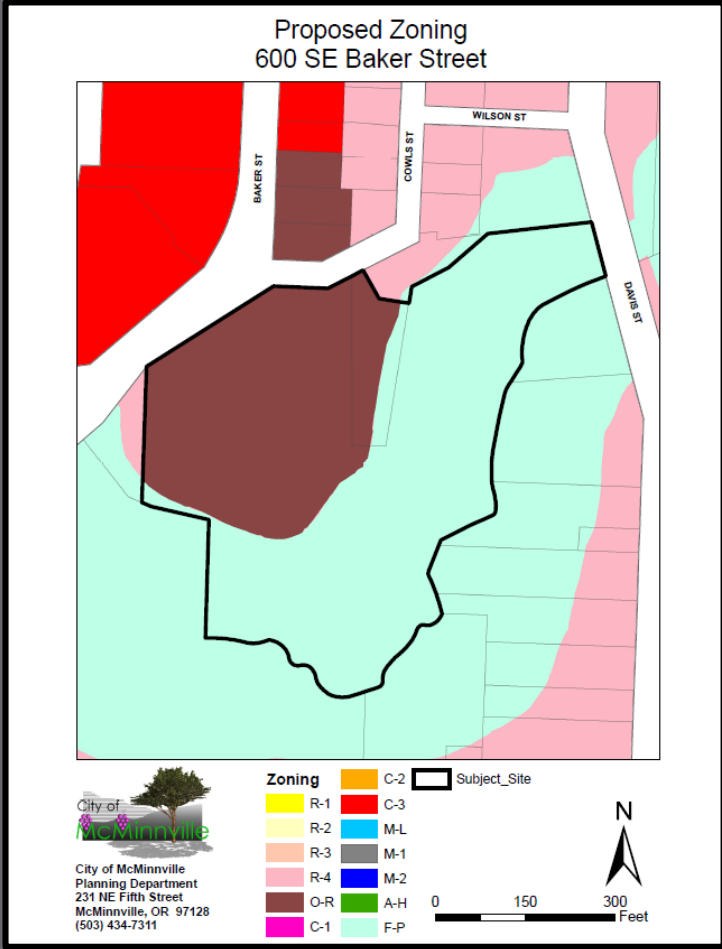 Proposed Zoning
600 SE Baker Street
WILSON ST
COWLS ST
BAKER ST
DAVIS ST
City of
McMinnville
City of McMinnville
Planning Department
231 NE Fifth Street
McMinnville, OR 97128
(503) 434-7311
Zoning
R-1
R-2
R-3
R-4
O-R
C-1
C-2
C-3
M-L
M-1
M-2
A-H
F-P
Subject_Site
N
0 150 300
Feet